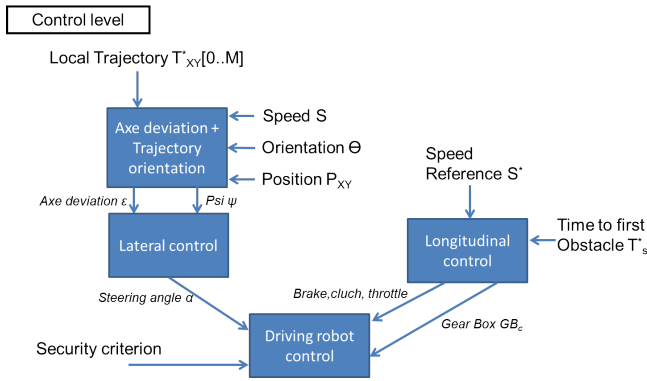 Control level
Local Trajectory T*XY[0..M]
Axe deviation +
Trajectory
orientation
Speed S
Orientation ϴ
Position PXY
Axe deviation ε
Psi ψ
Lateral control
Speed
Reference S*
Longitudinal
control
Time to first
Obstacle T*s
Steering angle α
Brake,cluch, throttle
Gear Box GBc
Driving robot
control
Security criterion